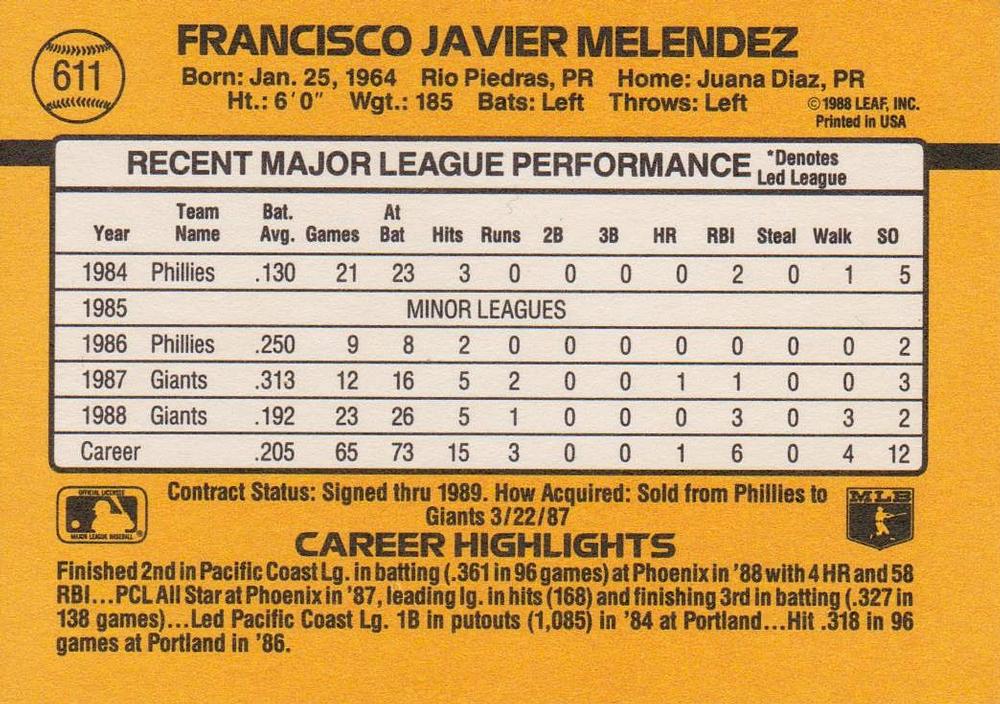 611
FRANCISCO JAVIER MELENDEZ
Born: Jan. 25, 1964 Rio Piedras, PR Home: Juana Diaz, PR
Ht.: 6'0" Wgt.: 185 Bats: Left Throws: Left
©1988 LEAF, INC.
Printed in USA
RECENT MAJOR LEAGUE PERFORMANCE *Denotes
Led League
Year Team Name Bat. Avg. Games At Bat Hits Runs 2B 3B HR RBI Steal Walk SO
1984 Phillies .130 21 23 3 0 0 0 0 2 0 1 5
1985 MINOR LEAGUES
1986 Phillies .250 9 8 2 0 0 0 0 0 0 0 2
1987 Giants .313 12 16 5 2 0 0 1 1 0 0 3
1988 Giants .192 23 26 5 1 0 0 0 3 0 3 2
Career .205 65 73 15 3 0 0 1 6 0 4 12
OFFICIAL LICENSEE
MAJOR LEAGUE BASEBALL
®
Contract Status: Signed thru 1989. How Acquired: Sold from Phillies to
Giants 3/22/87
MLB
CAREER HIGHLIGHTS
Finished 2nd in Pacific Coast Lg. in batting (.361 in 96 games) at Phoenix in '88 with 4 HR and 58
RBI...PCL All Star at Phoenix in '87, leading lg. in hits (168) and finishing 3rd in batting (.327 in
138 games)...Led Pacific Coast Lg. 1B in putouts (1,085) in '84 at Portland...Hit .318 in 96
games at Portland in '86.